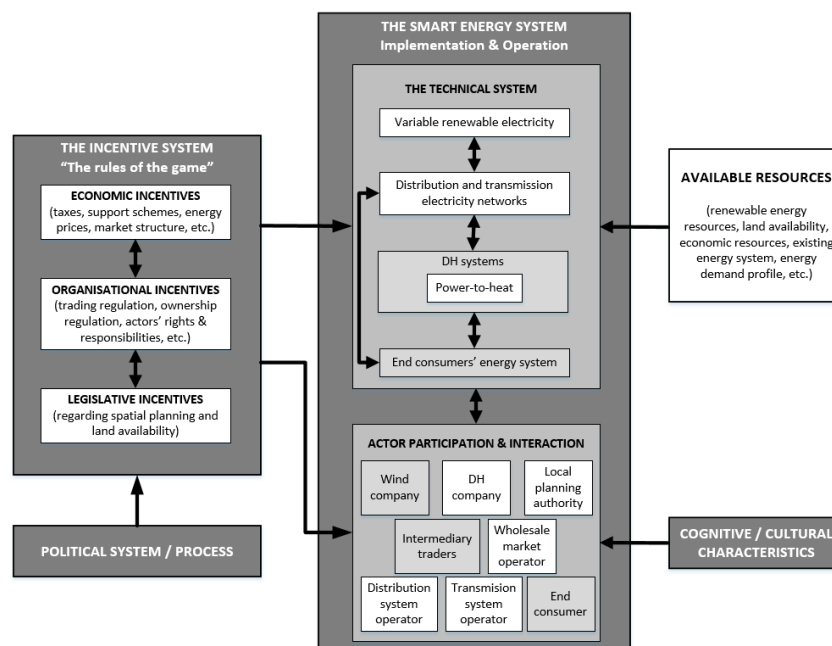 THE SMART ENERGY SYSTEM
Implementation & Operation
THE TECHNICAL SYSTEM
Variable renewable electricity
Distribution and transmission
electricity networks
DH systems
Power-to-heat
End consumers' energy system
THE INCENTIVE SYSTEM
"The rules of the game"
ECONOMIC INCENTIVES
(taxes, support schemes, energy
prices, market structure, etc.)
ORGANISATIONAL INCENTIVES
(trading regulation, ownership
regulation, actors' rights &
responsibilities, etc.)
LEGISLATIVE INCENTIVES
(regarding spatial planning and
land availability)
POLITICAL SYSTEM / PROCESS
AVAILABLE RESOURCES
(renewable energy
resources, land availability,
economic resources, existing
energy system, energy
demand profile, etc.)
ACTOR PARTICIPATION & INTERACTION
Wind
company
DH
company
Local
planning
authority
Intermediary
traders
Wholesale
market
operator
Distribution
system
operator
Transmision
system
operator
End
consumer
COGNITIVE / CULTURAL
CHARACTERISTICS